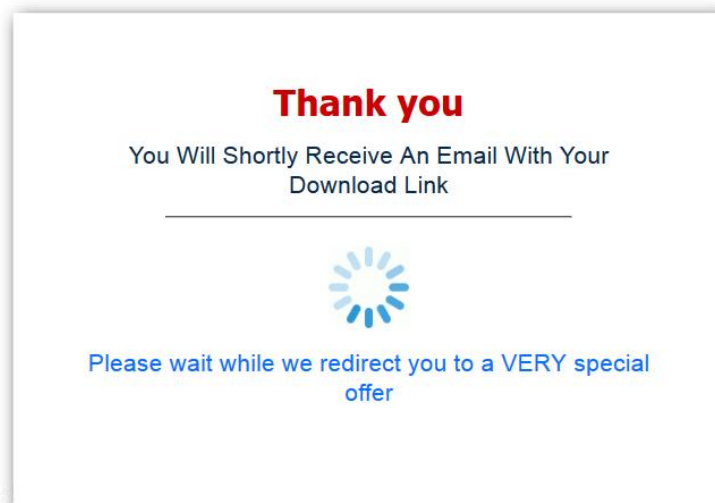 Thank you
You Will Shortly Receive An Email With Your
Download Link
Please wait while we redirect you to a VERY special
offer